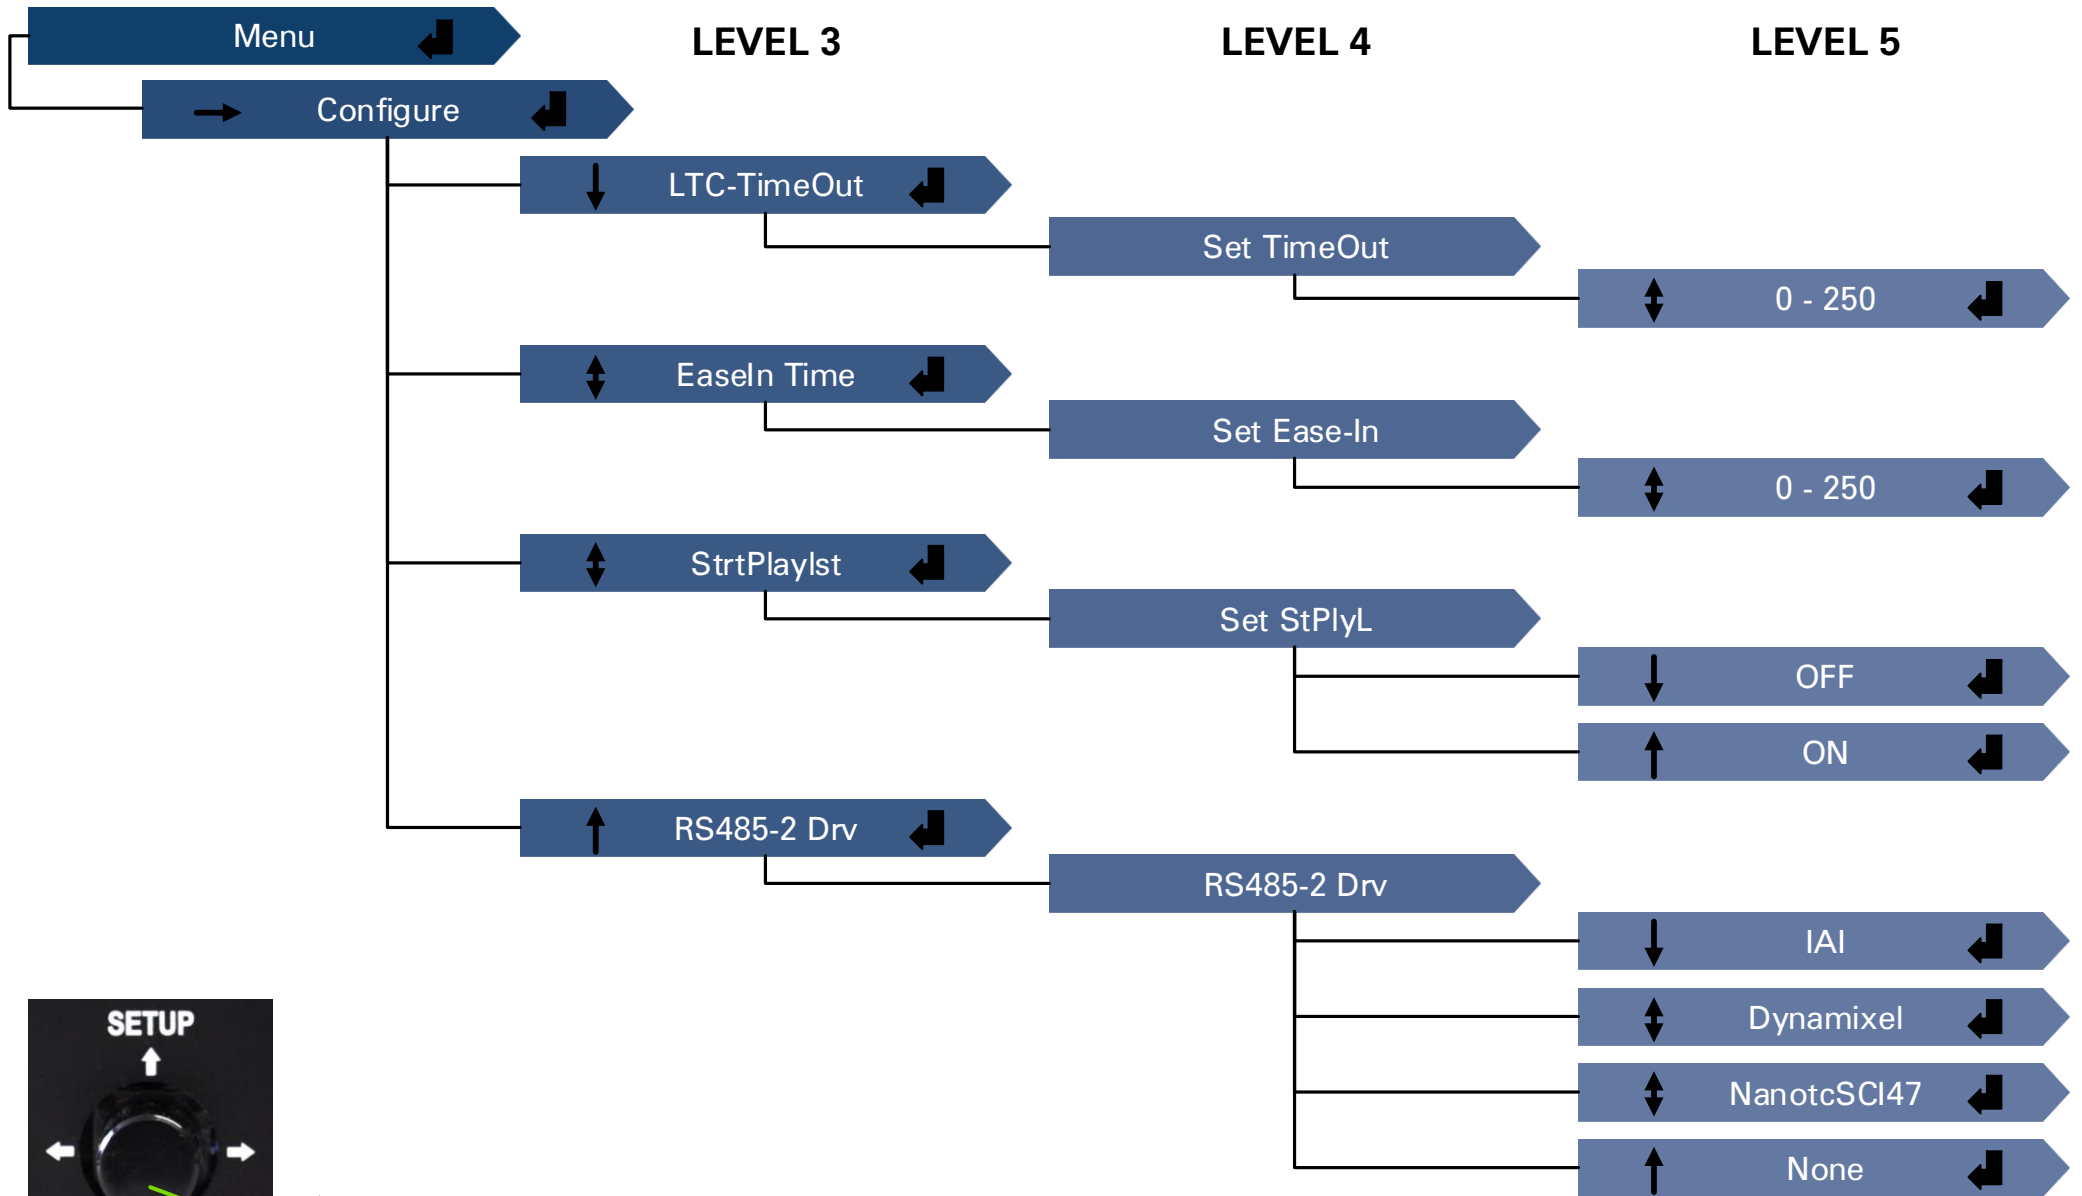 Menu
LEVEL 3
LEVEL 4
LEVEL 5
Configure
LTC-TimeOut
Set TimeOut
0 - 250
EaseIn Time
Set Ease-In
0 - 250
StrtPlaylst
Set StPlyL
OFF
ON
RS485-2 Drv
RS485-2 Drv
IAI
Dynamixel
NanotcSCI47
None
SETUP